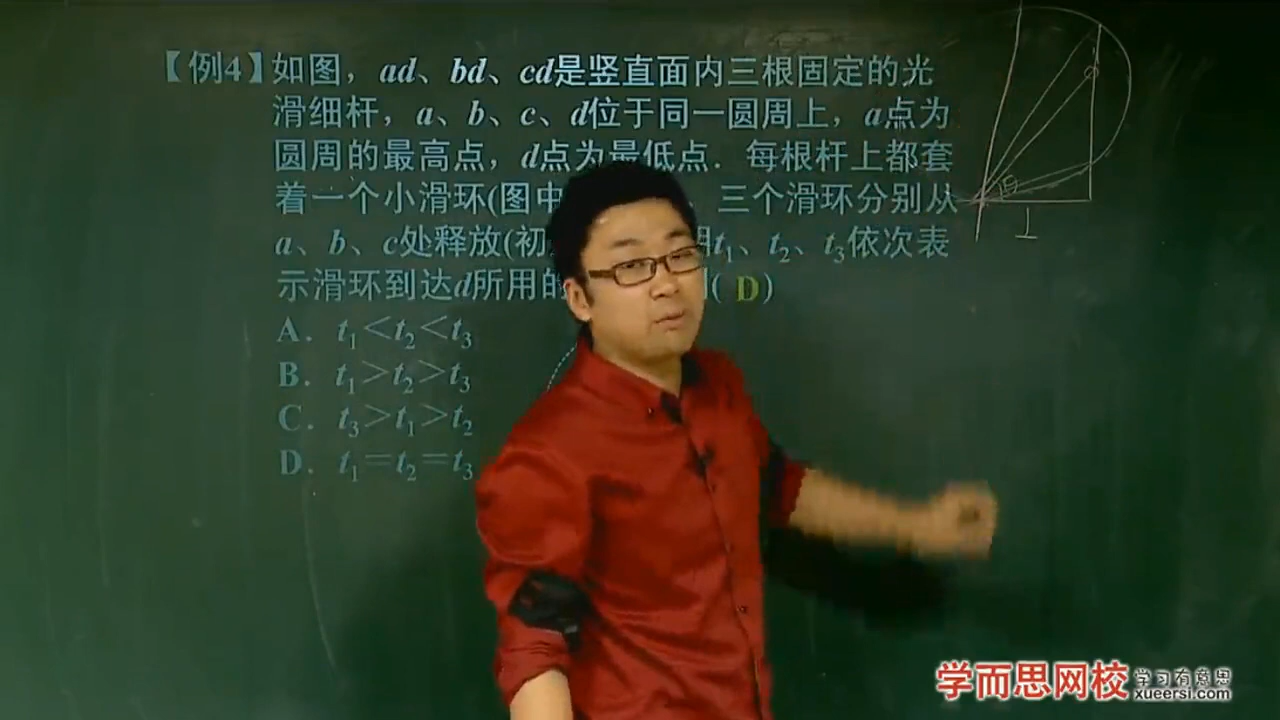 【例4】如图，ad、bd、cd是竖直面内三根固定的光
滑细杆，a、b、c、d位于同一圆周上，a点为
圆周的最高点，d点为最低点．每根杆上都套
着一个小滑环(图中 三个滑环分别从
a、b、c处释放(初 t₁、t₂、t₃依次表
示滑环到达d所用的 (D)
A．t₁＜t₂＜t₃
B．t₁＞t₂＞t₃
C．t₃＞t₁＞t₂
D．t₁＝t₂＝t₃
θ
L
学而思网校 学习有意思
xueersi.com